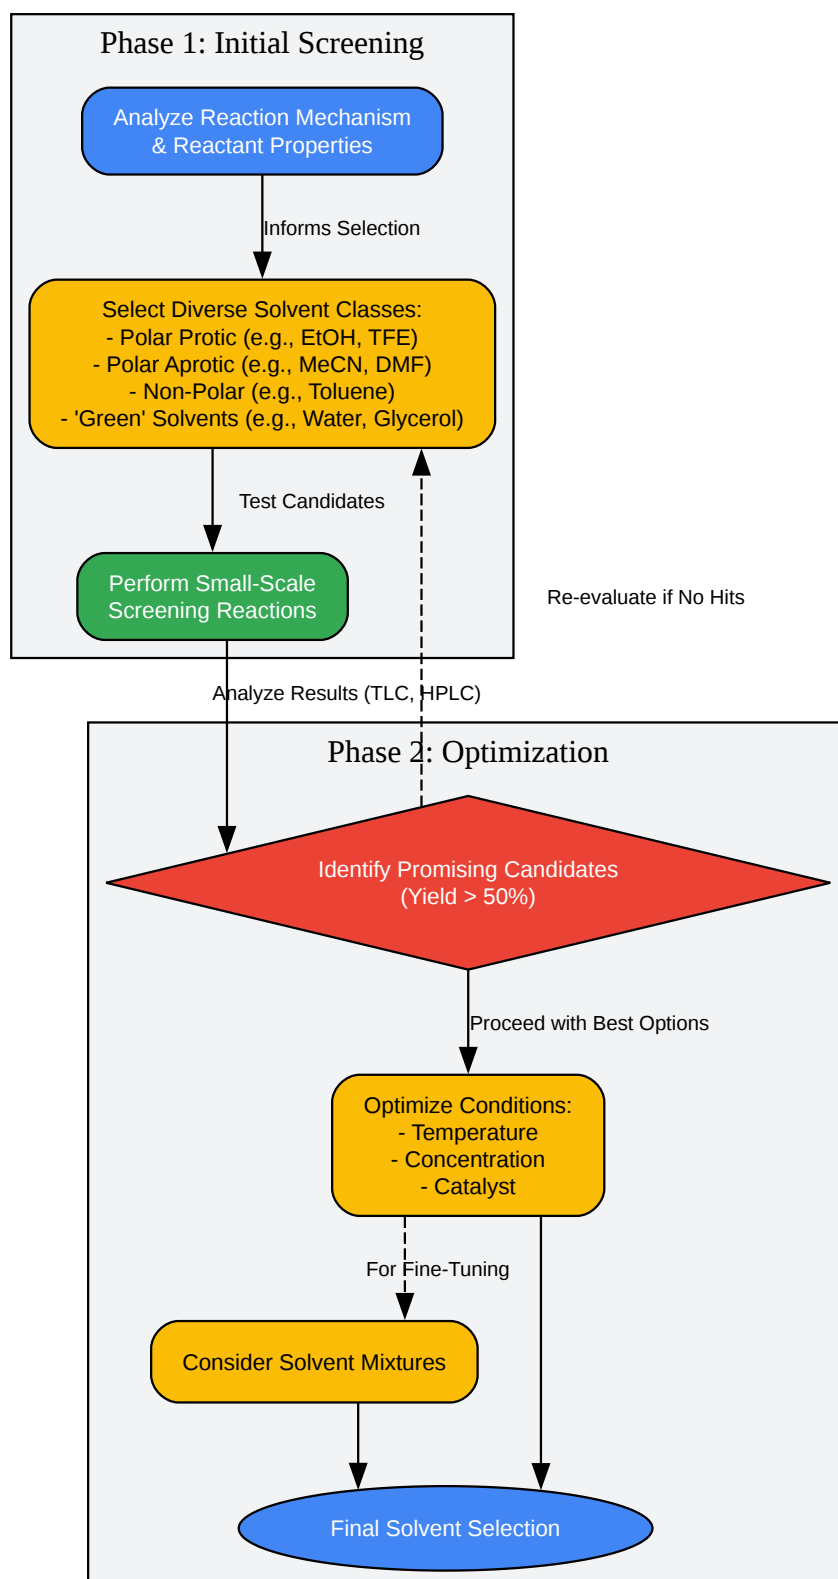 Phase 1: Initial Screening
Analyze Reaction Mechanism
& Reactant Properties
Informs Selection
Select Diverse Solvent Classes:
- Polar Protic (e.g., EtOH, TFE)
- Polar Aprotic (e.g., MeCN, DMF)
- Non-Polar (e.g., Toluene)
- 'Green' Solvents (e.g., Water, Glycerol)
Test Candidates
Perform Small-Scale
Screening Reactions
Re-evaluate if No Hits
Analyze Results (TLC, HPLC)
Phase 2: Optimization
Identify Promising Candidates
(Yield > 50%)
Proceed with Best Options
Optimize Conditions:
- Temperature
- Concentration
- Catalyst
For Fine-Tuning
Consider Solvent Mixtures
Final Solvent Selection